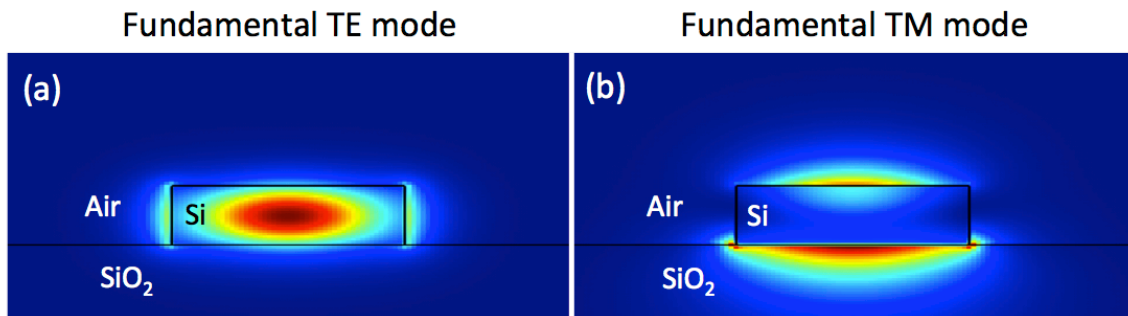 Fundamental TE mode
Fundamental TM mode
(a)
(b)
Air
Si
SiO₂
Air
Si
SiO₂